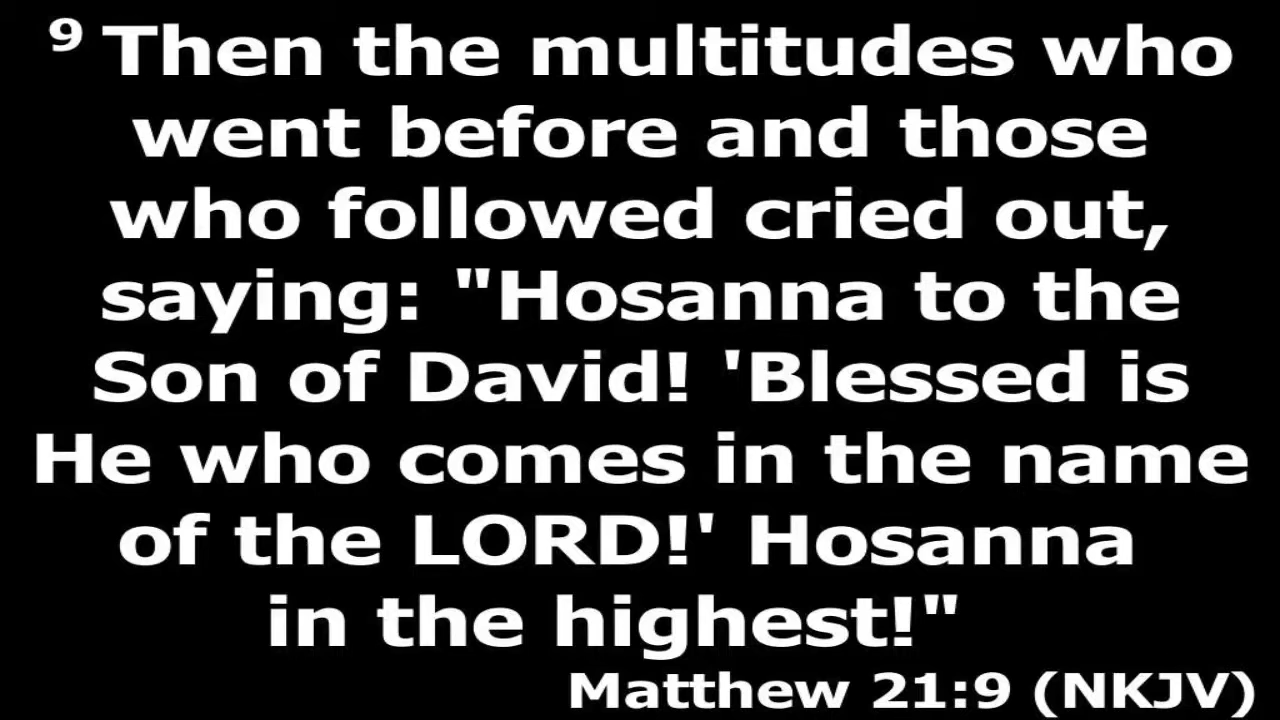 9 Then the multitudes who
went before and those
who followed cried out,
saying: "Hosanna to the
Son of David! 'Blessed is
He who comes in the name
of the LORD!' Hosanna
in the highest!"
Matthew 21:9 (NKJV)